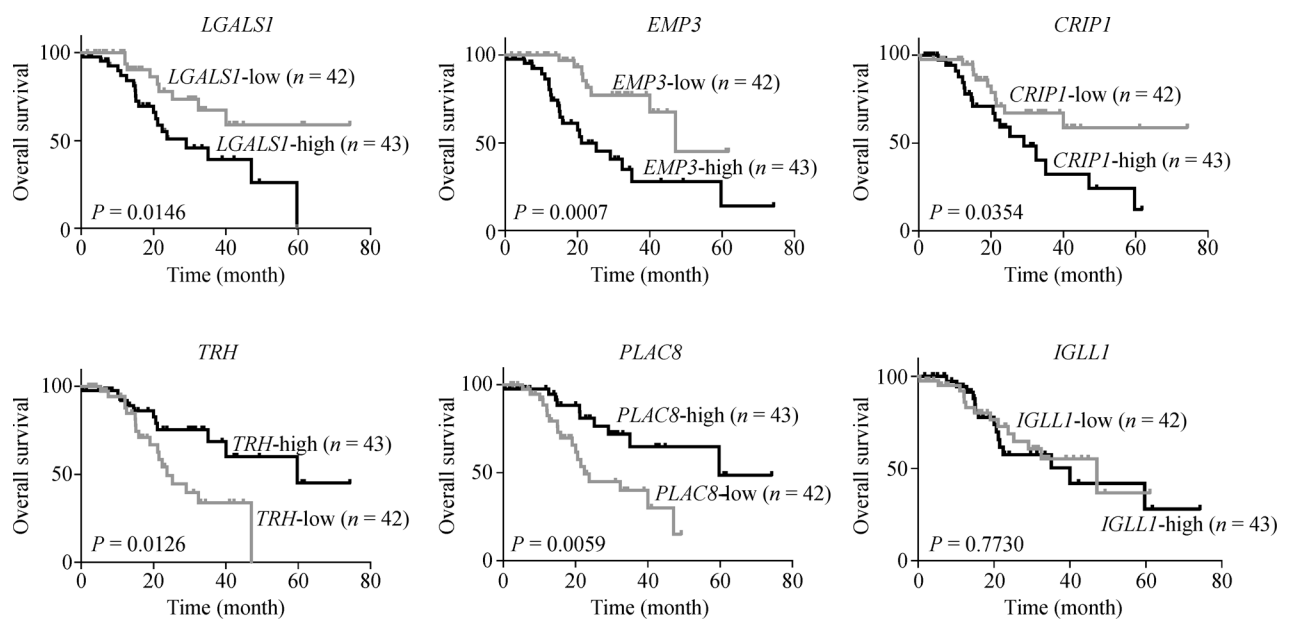 LGALS1
Overall survival
100
50
0
LGALS1-low (n = 42)
LGALS1-high (n = 43)
P = 0.0146
0 20 40 60 80
Time (month)
EMP3
Overall survival
100
50
0
EMP3-low (n = 42)
EMP3-high (n = 43)
P = 0.0007
0 20 40 60 80
Time (month)
CRIP1
Overall survival
100
50
0
CRIP1-low (n = 42)
CRIP1-high (n = 43)
P = 0.0354
0 20 40 60 80
Time (month)
TRH
Overall survival
100
50
0
TRH-high (n = 43)
TRH-low (n = 42)
P = 0.0126
0 20 40 60 80
Time (month)
PLAC8
Overall survival
100
50
0
PLAC8-high (n = 43)
PLAC8-low (n = 42)
P = 0.0059
0 20 40 60 80
Time (month)
IGLL1
Overall survival
100
50
0
IGLL1-low (n = 42)
IGLL1-high (n = 43)
P = 0.7730
0 20 40 60 80
Time (month)